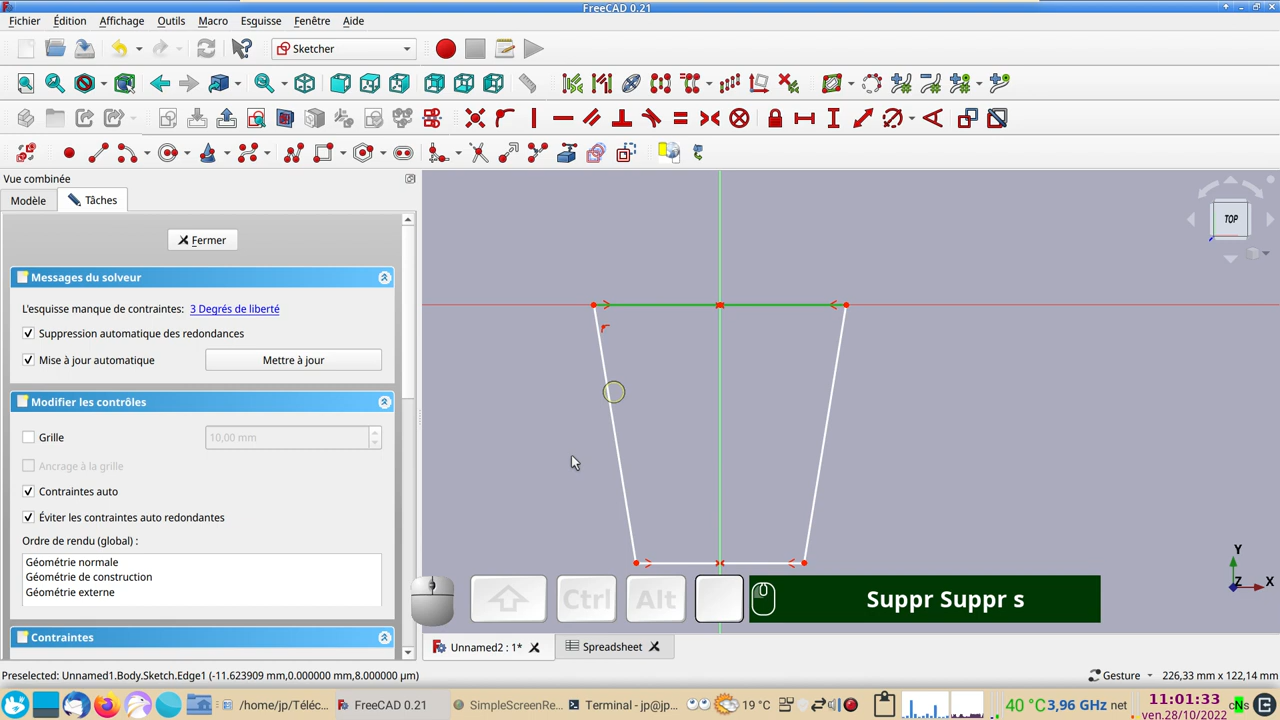 FreeCAD 0.21
Fichier Édition Affichage Outils Macro Esquisse Fenêtre Aide
Sketcher
Vue combinée
Modèle Tâches
Fermer
Messages du solveur
L'esquisse manque de contraintes: 3 Degrés de liberté
Suppression automatique des redondances
Mise à jour automatique Mettre à jour
Modifier les contrôles
Grille 10,00 mm
Ancrage à la grille
Contraintes auto
Éviter les contraintes auto redondantes
Ordre de rendu (global) :
Géométrie normale
Géométrie de construction
Géométrie externe
Contraintes
TOP
Y
Z X
Ctrl Alt Suppr Suppr s
Unnamed2 : 1* Spreadsheet
Preselected: Unnamed1.Body.Sketch.Edge1 (-11.623909 mm,0.000000 mm,8.000000 µm) Gesture 226,33 mm x 122,14 mm
/home/jp/Téléc... FreeCAD 0.21 SimpleScreenRe... Terminal - jp@jp... 19 °C 40 °C 3,96 GHz net 11:01:33
ven.28/10/2022 cNs